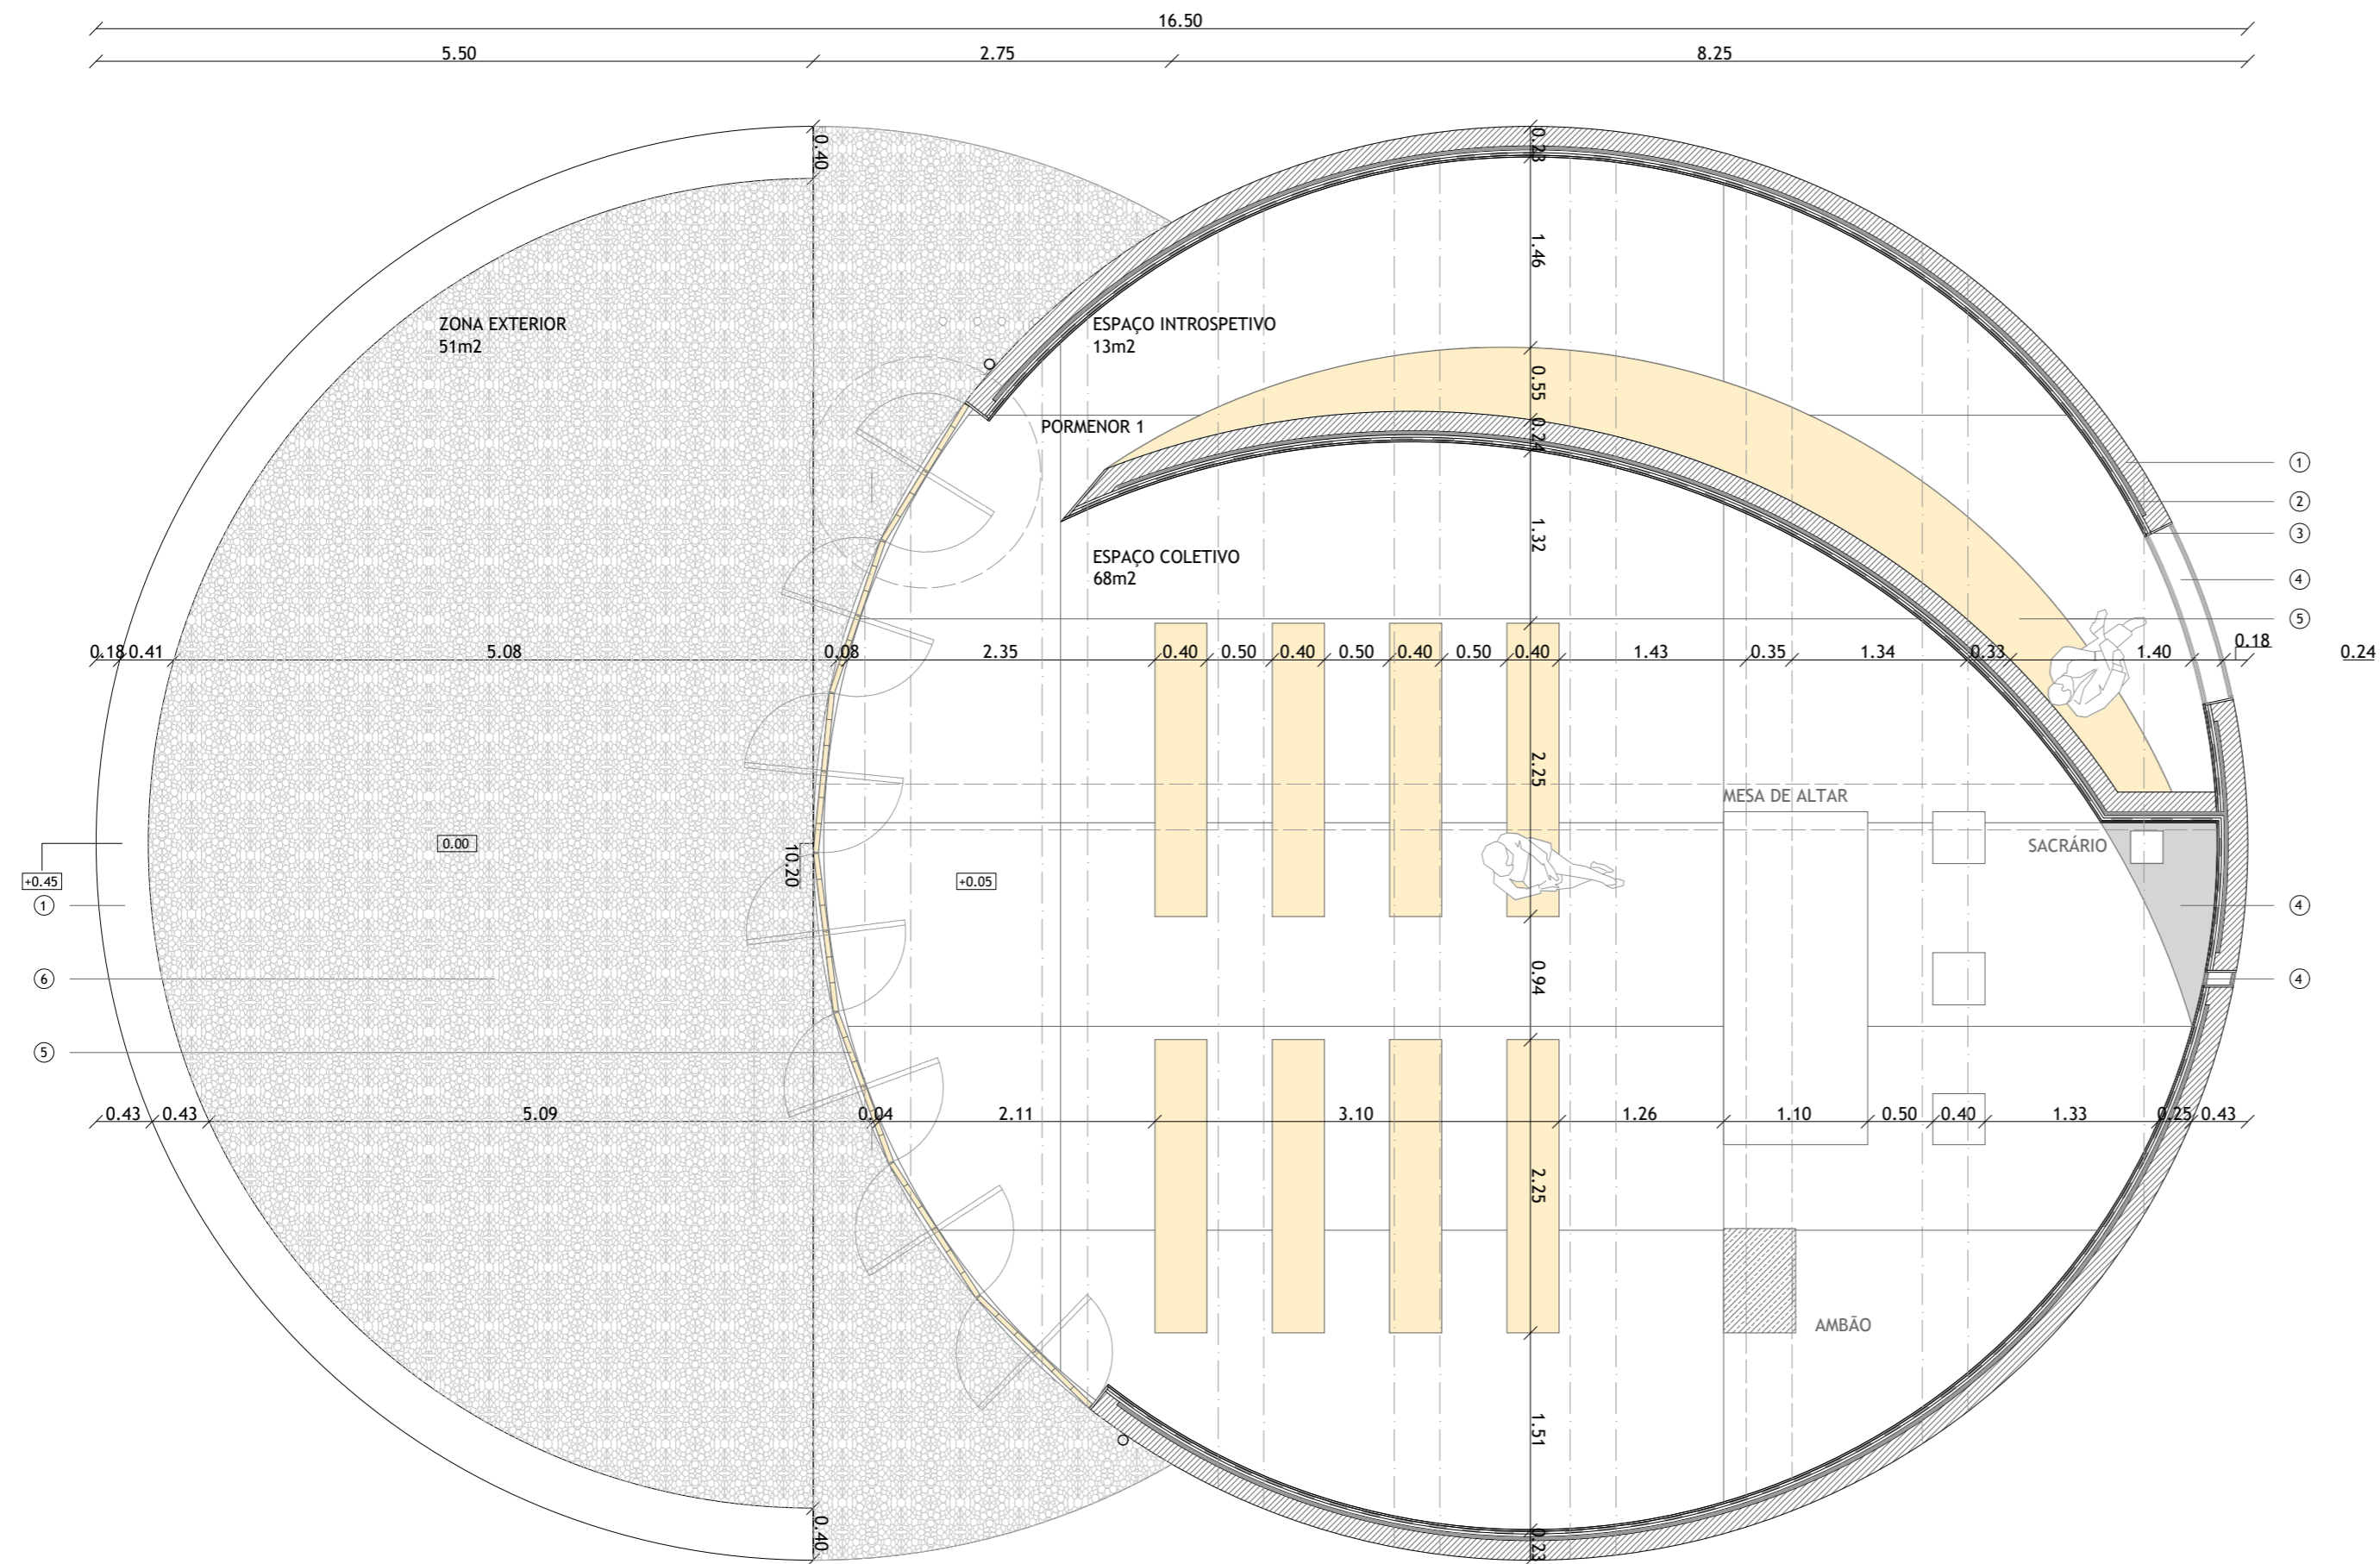 16.50
5.50 2.75 8.25
0.40 0.23
1.46
ZONA EXTERIOR
51m2
ESPAÇO INTROSPETIVO
13m2
0.55
PORMENOR 1
0.24
1
2
3
1.32
ESPAÇO COLETIVO
68m2
4
5
0.18 0.41 5.08 0.08 2.35 0.40 0.50 0.40 0.50 0.40 0.50 0.40 1.43 0.35 1.34 0.33 1.40 0.18 0.24
2.25
MESA DE ALTAR
0.00
10.20
SACRÁRIO
+0.45
+0.05
1
4
6
0.94
4
5
0.43 0.43 5.09 0.04 2.11 3.10 1.26 1.10 0.50 0.40 1.33 0.25 0.43
2.25
AMBÃO
1.51
0.40 0.23